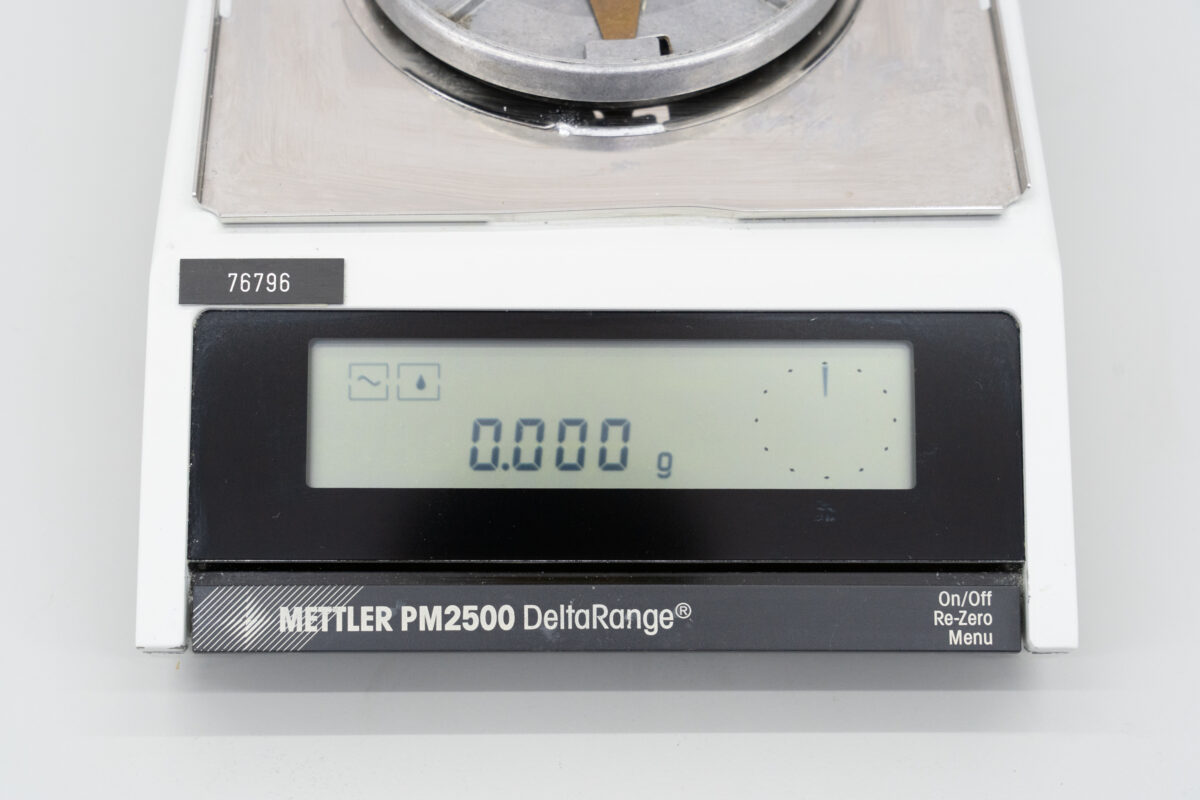 76796
0.000 g
METTLER PM2500 DeltaRange®
On/Off
Re-Zero
Menu